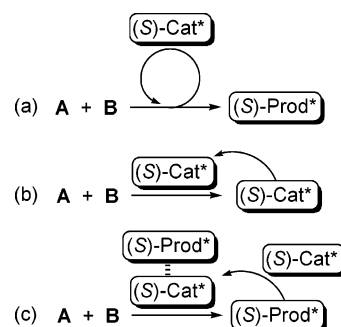 (S)-Cat*
(a) A + B (S)-Prod*
(S)-Cat*
(b) A + B (S)-Cat*
(S)-Prod*
(S)-Cat*
(S)-Cat*
(c) A + B (S)-Prod*